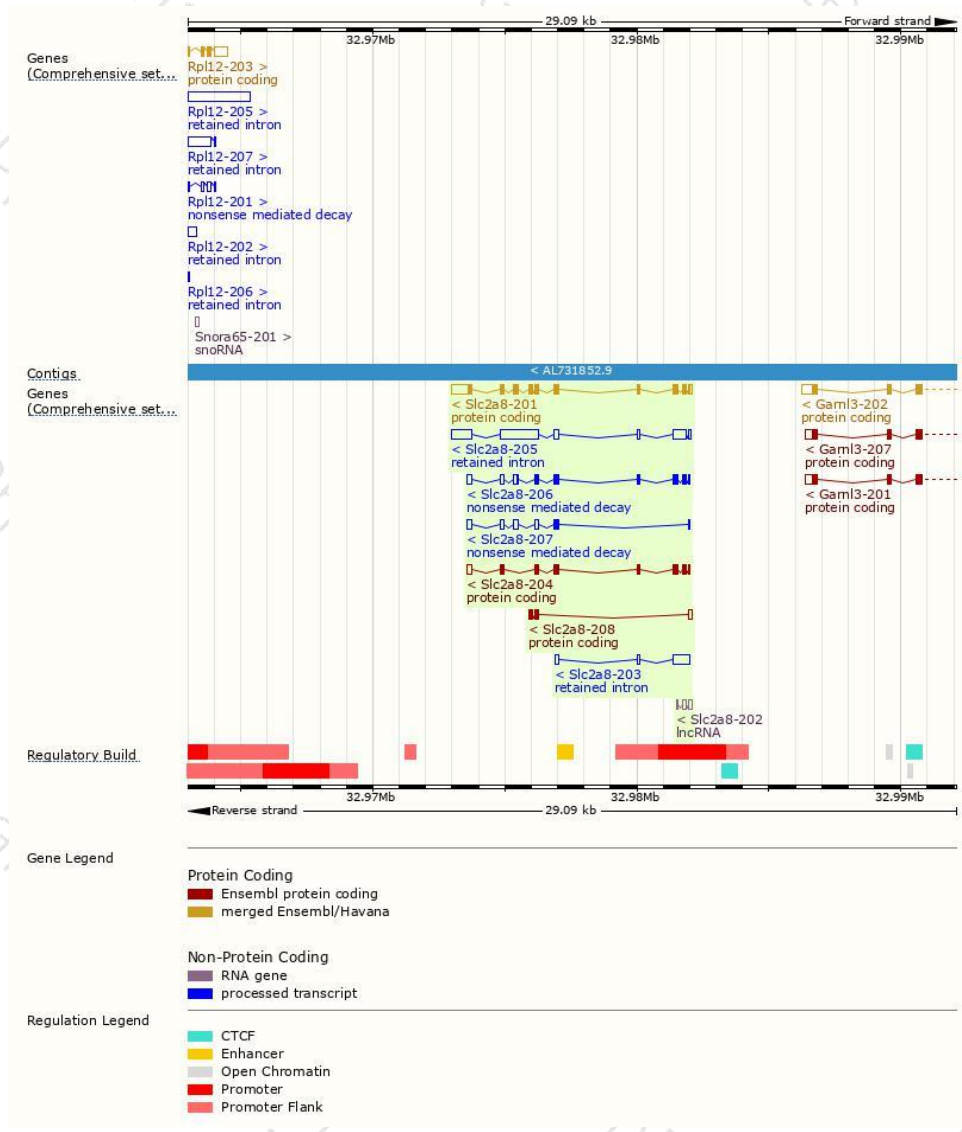 29.09 kb
Forward strand
32.97Mb 32.98Mb 32.99Mb
Genes
(Comprehensive set...
Rpl12-203 >
protein coding
Rpl12-205 >
retained intron
Rpl12-207 >
retained intron
Rpl12-201 >
nonsense mediated decay
Rpl12-202 >
retained intron
Rpl12-206 >
retained intron
Snora65-201 >
snoRNA
Contigs
< AL731852.9
Genes
(Comprehensive set...
< Slc2a8-201
protein coding
< Garnl3-202
protein coding
< Slc2a8-205
retained intron
< Garnl3-207
protein coding
< Slc2a8-206
nonsense mediated decay
< Garnl3-201
protein coding
< Slc2a8-207
nonsense mediated decay
< Slc2a8-204
protein coding
< Slc2a8-208
protein coding
< Slc2a8-203
retained intron
< Slc2a8-202
lncRNA
Regulatory Build
32.97Mb 32.98Mb 32.99Mb
Reverse strand
29.09 kb
Gene Legend
Protein Coding
Ensembl protein coding
merged Ensembl/Havana
Non-Protein Coding
RNA gene
processed transcript
Regulation Legend
CTCF
Enhancer
Open Chromatin
Promoter
Promoter Flank